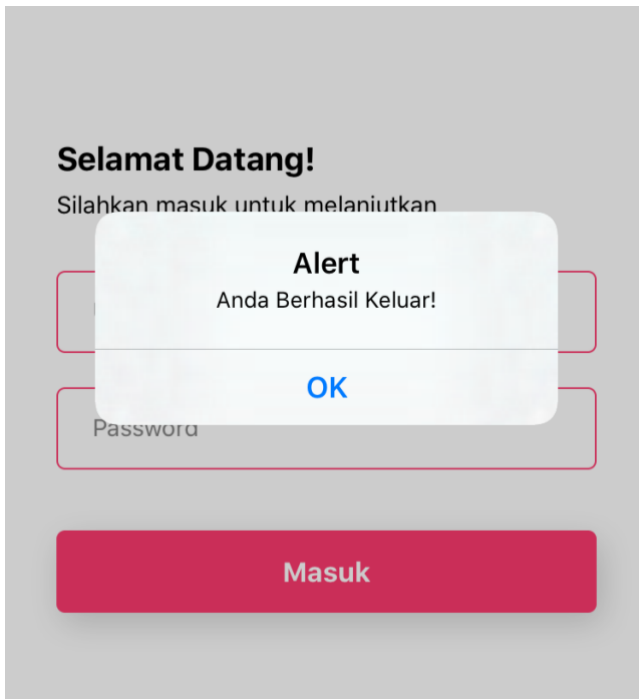 Selamat Datang!
Silahkan masuk untuk melanjutkan
Alert
Anda Berhasil Keluar!
OK
Password
Masuk